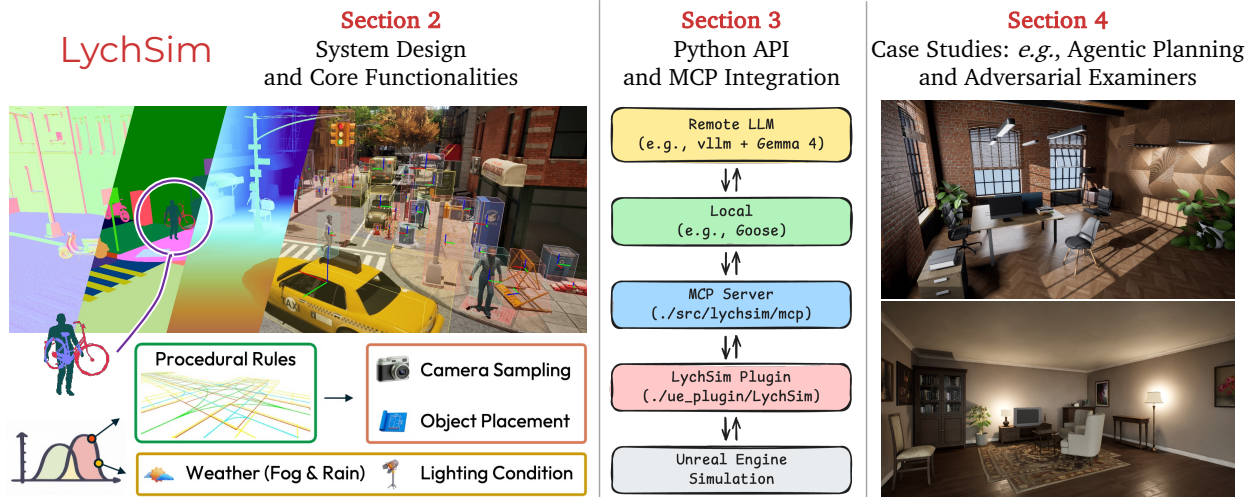 LychSim
Section 2
System Design
and Core Functionalities
TAXI
Procedural Rules
Camera Sampling
Object Placement
Weather (Fog & Rain)
Lighting Condition
Section 3
Python API
and MCP Integration
Remote LLM
(e.g., vllm + Gemma 4)
Local
(e.g., Goose)
MCP Server
(./src/lychsim/mcp)
LychSim Plugin
(./ue_plugin/LychSim)
Unreal Engine
Simulation
Section 4
Case Studies: e.g., Agentic Planning
and Adversarial Examiners